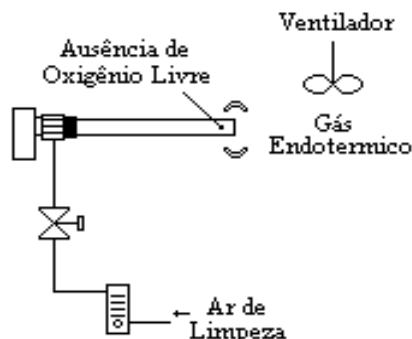 Ventilador
Ausência de
Oxigênio Livre
Gás
Endotermico
← Ar de
Limpeza